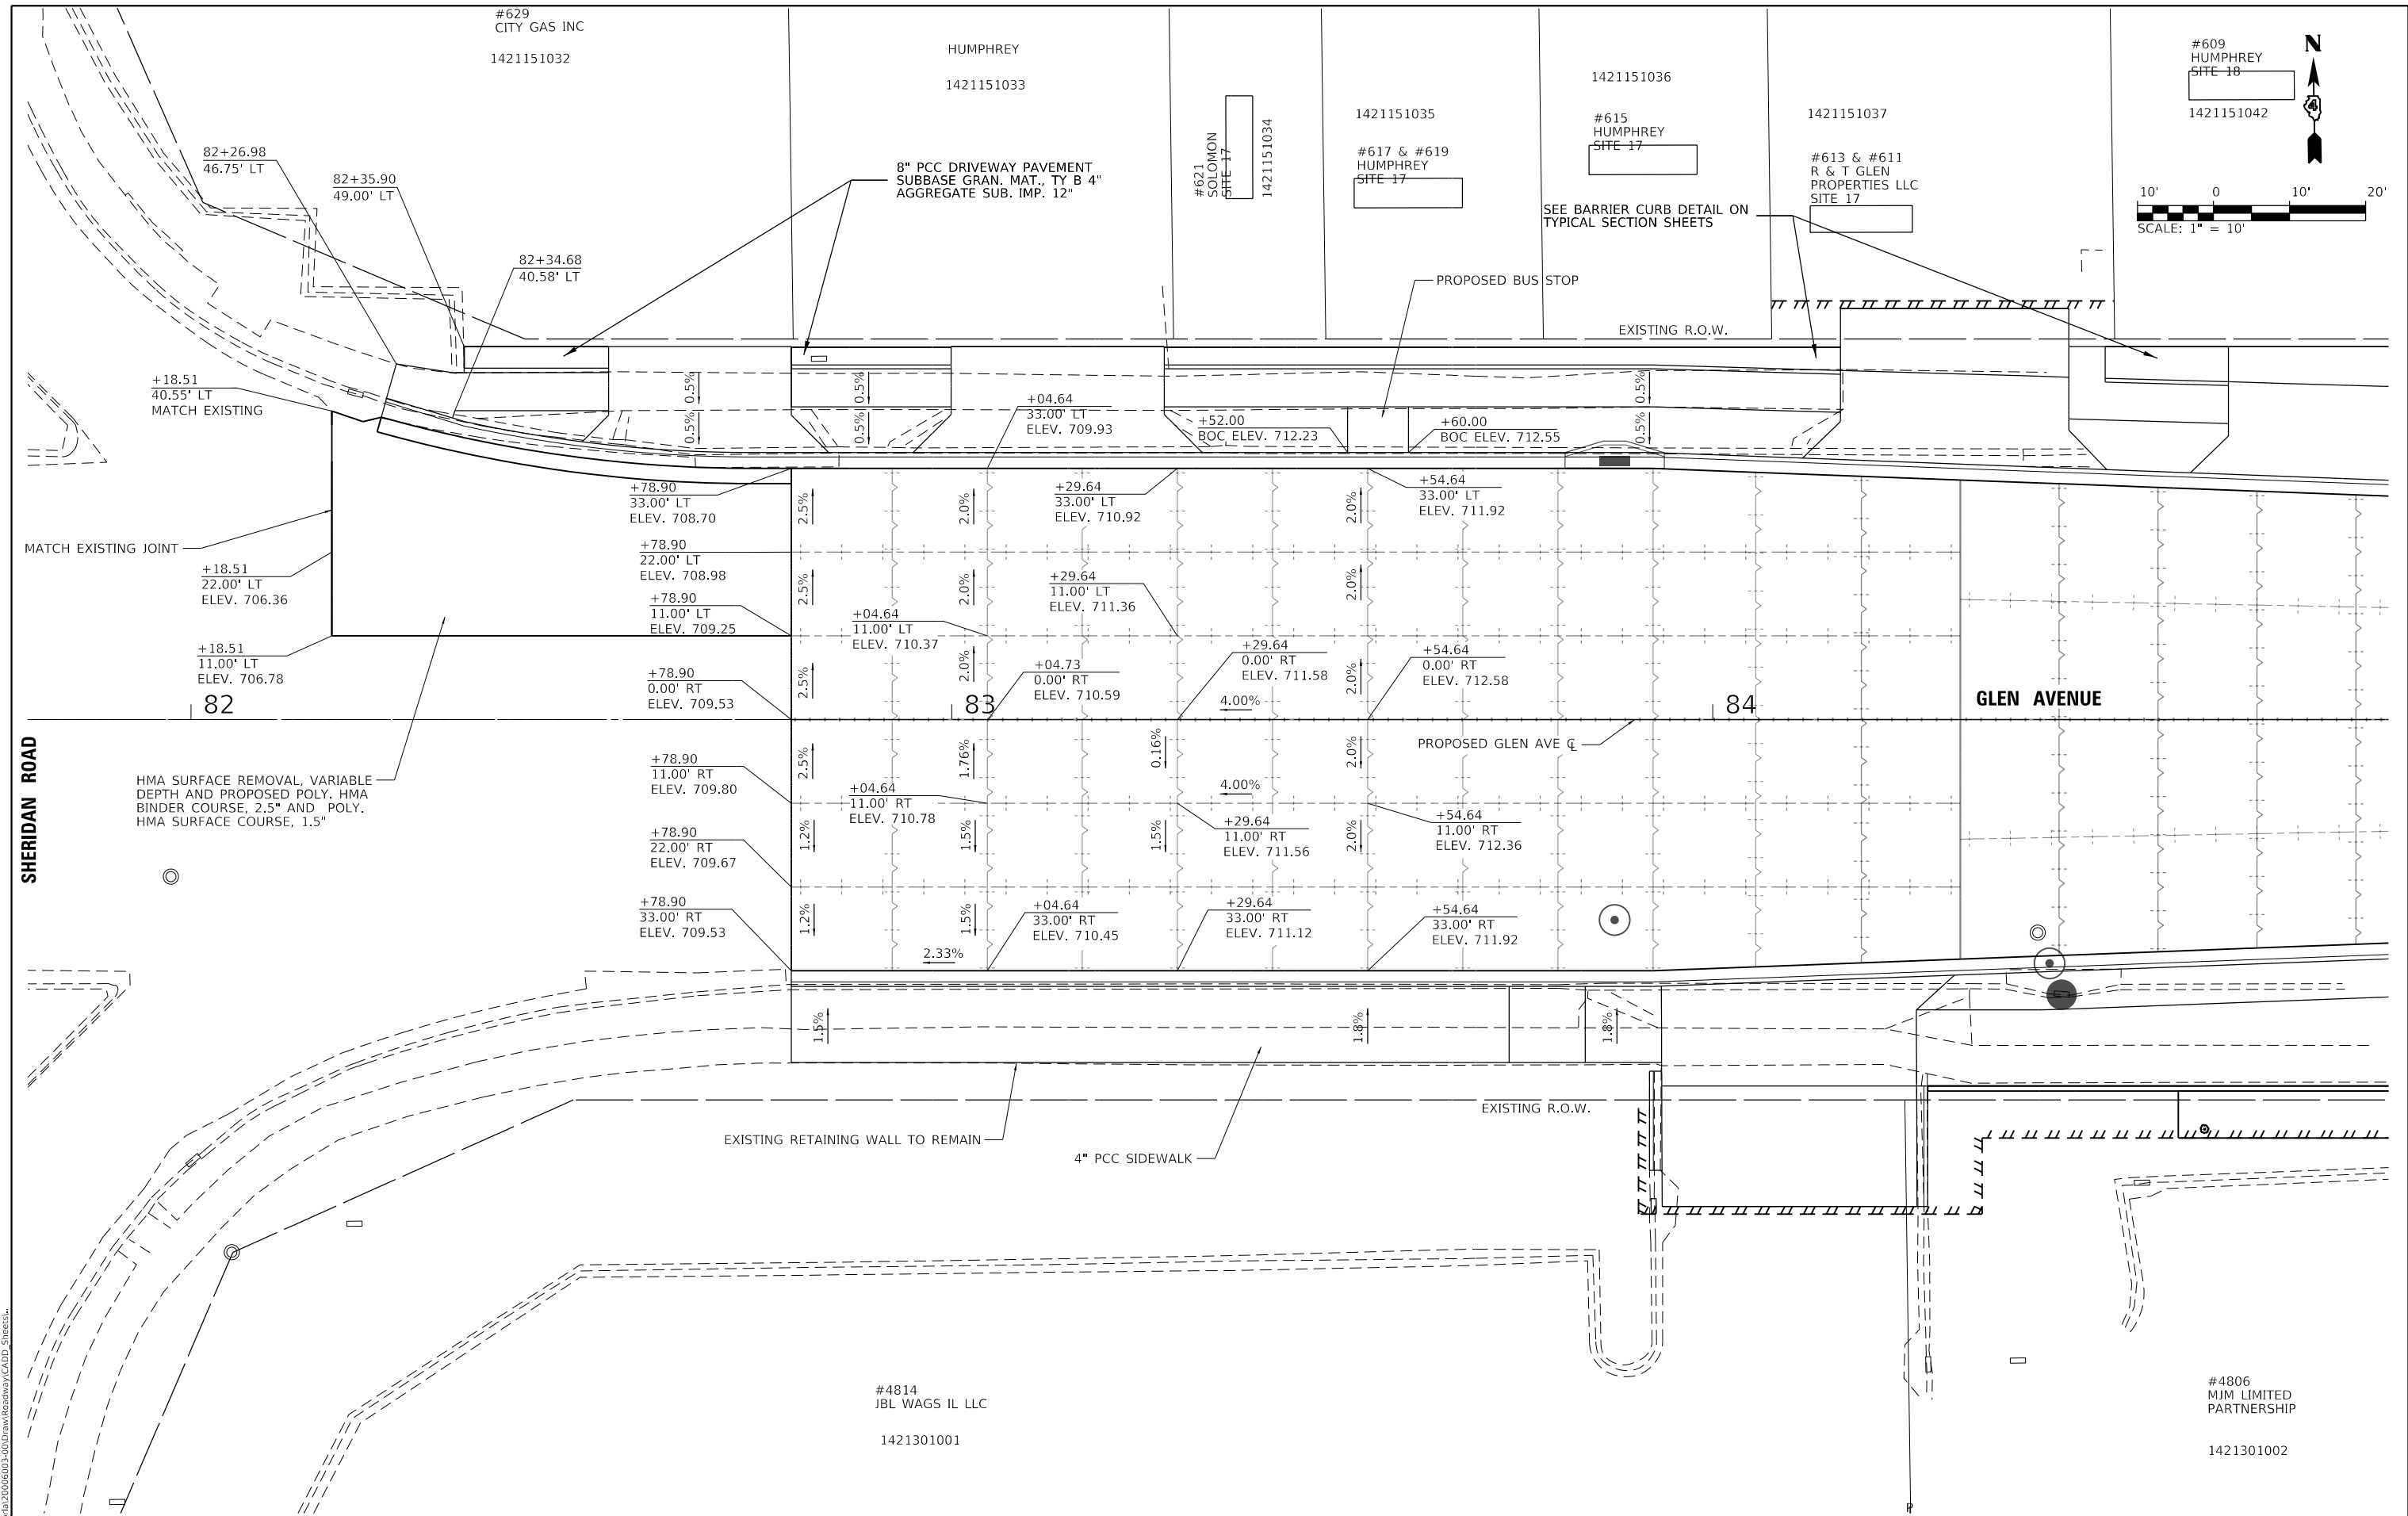 #629
CITY GAS INC
1421151032
HUMPHREY
1421151033
#621
SOLOMON
SITE 17
1421151034
1421151035
#617 & #619
HUMPHREY
SITE 17
1421151036
#615
HUMPHREY
SITE 17
1421151037
#613 & #611
R & T GLEN
PROPERTIES LLC
SITE 17
#609
HUMPHREY
SITE 18
1421151042
N
4
10' 0 10' 20'
SCALE: 1" = 10'
82+26.98
46.75' LT
82+35.90
49.00' LT
82+34.68
40.58' LT
8" PCC DRIVEWAY PAVEMENT
SUBBASE GRAN. MAT., TY B 4"
AGGREGATE SUB. IMP. 12"
SEE BARRIER CURB DETAIL ON
TYPICAL SECTION SHEETS
PROPOSED BUS STOP
EXISTING R.O.W.
+18.51
40.55' LT
MATCH EXISTING
0.5%
0.5%
0.5%
0.5%
0.5%
0.5%
+04.64
33.00' LT
ELEV. 709.93
+52.00
BOC ELEV. 712.23
+60.00
BOC ELEV. 712.55
+78.90
33.00' LT
ELEV. 708.70
2.5%
2.0%
+29.64
33.00' LT
ELEV. 710.92
2.0%
+54.64
33.00' LT
ELEV. 711.92
MATCH EXISTING JOINT
+18.51
22.00' LT
ELEV. 706.36
+78.90
22.00' LT
ELEV. 708.98
2.5%
2.0%
2.0%
+78.90
11.00' LT
ELEV. 709.25
+29.64
11.00' LT
ELEV. 711.36
+04.64
11.00' LT
ELEV. 710.37
+18.51
11.00' LT
ELEV. 706.78
+78.90
0.00' RT
ELEV. 709.53
2.5%
2.0%
+04.73
0.00' RT
ELEV. 710.59
+29.64
0.00' RT
ELEV. 711.58
2.0%
+54.64
0.00' RT
ELEV. 712.58
82
83
4.00%
84
GLEN AVENUE
SHERIDAN ROAD
PROPOSED GLEN AVE ℄
HMA SURFACE REMOVAL, VARIABLE
DEPTH AND PROPOSED POLY. HMA
BINDER COURSE, 2.5" AND POLY.
HMA SURFACE COURSE, 1.5"
2.5%
1.76%
0.16%
2.0%
+78.90
11.00' RT
ELEV. 709.80
+04.64
11.00' RT
ELEV. 710.78
4.00%
+29.64
11.00' RT
ELEV. 711.56
+54.64
11.00' RT
ELEV. 712.36
+78.90
22.00' RT
ELEV. 709.67
1.2%
1.5%
1.5%
2.0%
+78.90
33.00' RT
ELEV. 709.53
1.2%
1.5%
+04.64
33.00' RT
ELEV. 710.45
+29.64
33.00' RT
ELEV. 711.12
+54.64
33.00' RT
ELEV. 711.92
2.33%
1.5%
1.8%
1.8%
EXISTING R.O.W.
EXISTING RETAINING WALL TO REMAIN
4" PCC SIDEWALK
#4814
JBL WAGS IL LLC
1421301001
#4806
MJM LIMITED
PARTNERSHIP
1421301002